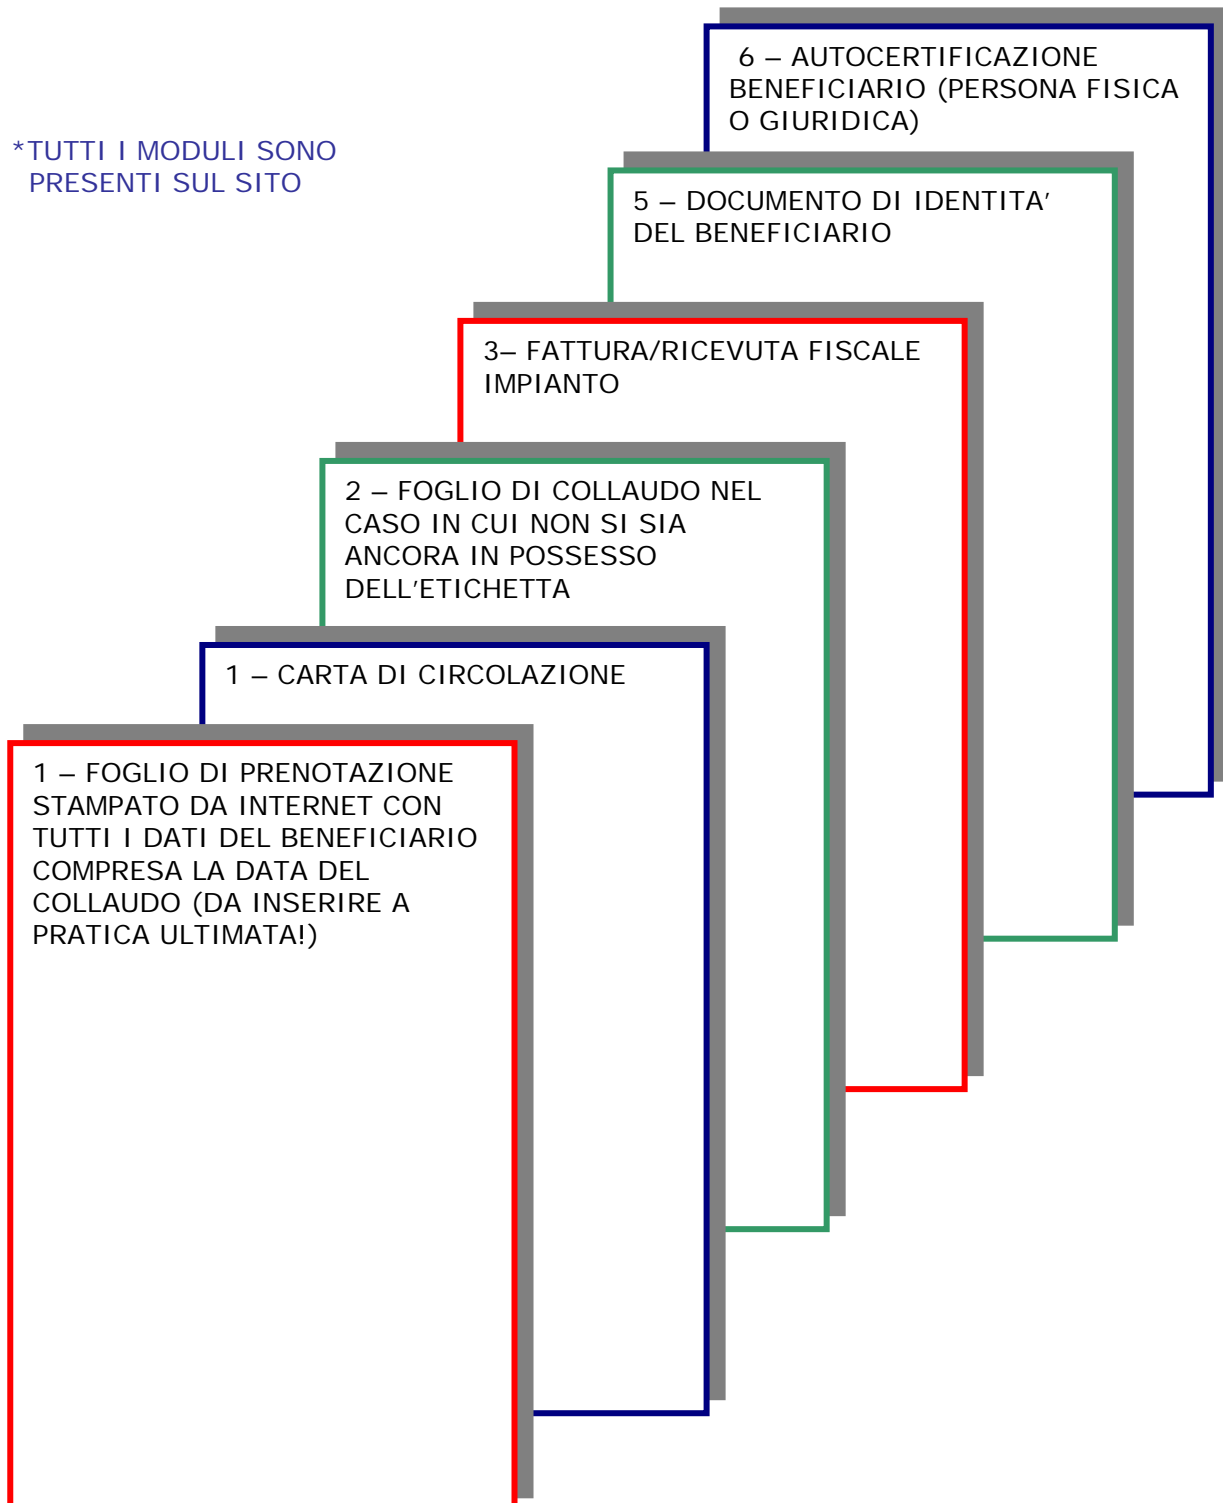 6 – AUTOCERTIFICAZIONE
BENEFICIARIO (PERSONA FISICA
O GIURIDICA)
*TUTTI I MODULI SONO
PRESENTI SUL SITO
5 – DOCUMENTO DI IDENTITA’
DEL BENEFICIARIO
3– FATTURA/RICEVUTA FISCALE
IMPIANTO
2 – FOGLIO DI COLLAUDO NEL
CASO IN CUI NON SI SIA
ANCORA IN POSSESSO
DELL’ETICHETTA
1 – CARTA DI CIRCOLAZIONE
1 – FOGLIO DI PRENOTAZIONE
STAMPATO DA INTERNET CON
TUTTI I DATI DEL BENEFICIARIO
COMPRESA LA DATA DEL
COLLAUDO (DA INSERIRE A
PRATICA ULTIMATA!)